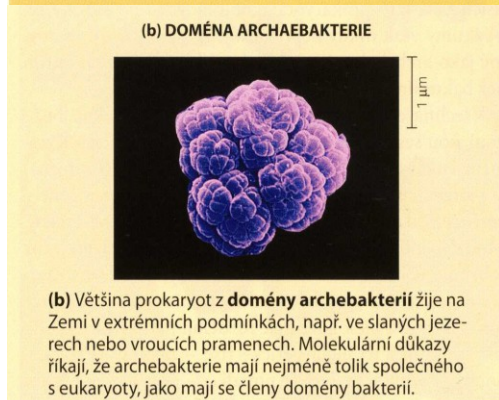 (b) DOMÉNA ARCHAEBAKTERIE
1 μm
(b) Většina prokaryot z domény archebakterií žije na
Zemi v extrémních podmínkách, např. ve slaných jeze-
rech nebo vroucích pramenech. Molekulární důkazy
říkají, že archebakterie mají nejméně tolik společného
s eukaryoty, jako mají se členy domény bakterií.